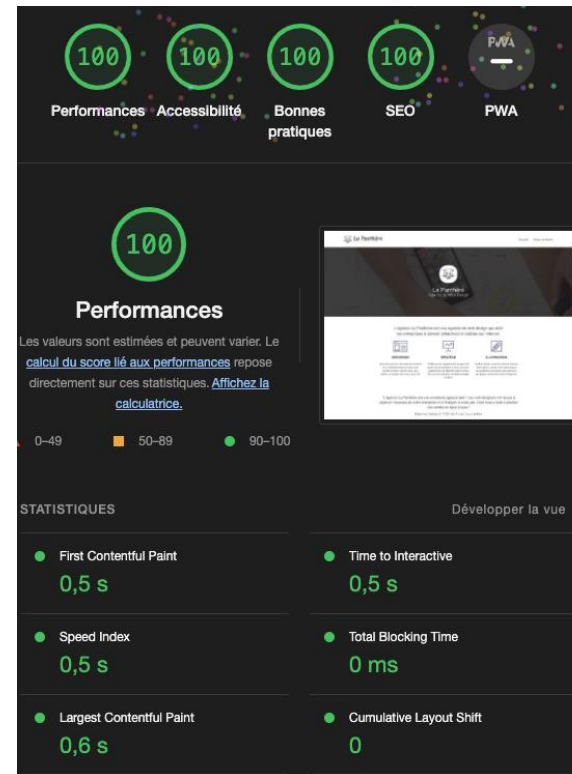 100 100 100 100 PWA
Performances Accessibilité Bonnes pratiques SEO PWA
100
Performances
Les valeurs sont estimées et peuvent varier. Le
calcul du score lié aux performances repose
directement sur ces statistiques. Affichez la
calculatrice.
0–49 50–89 90–100
La Panthère
La Panthère
STATISTIQUES Développer la vue
First Contentful Paint Time to Interactive
0,5 s 0,5 s
Speed Index Total Blocking Time
0,5 s 0 ms
Largest Contentful Paint Cumulative Layout Shift
0,6 s 0